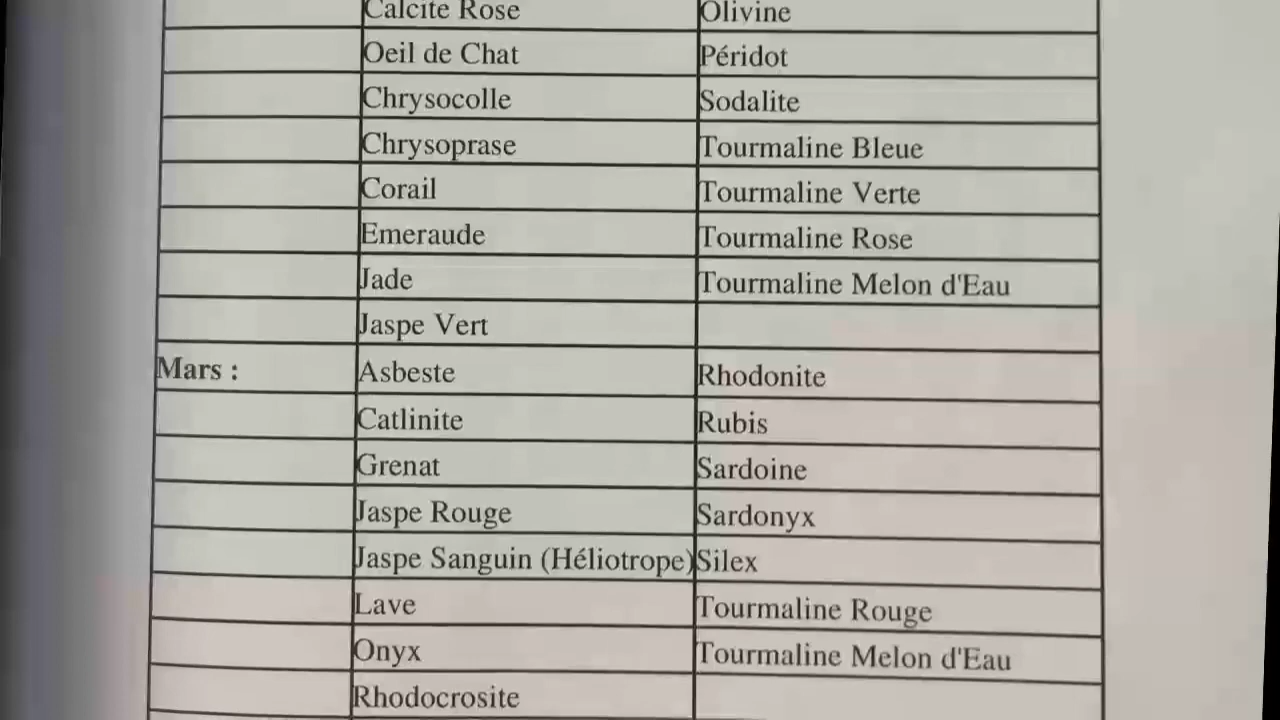 Calcite Rose Olivine
Oeil de Chat Péridot
Chrysocolle Sodalite
Chrysoprase Tourmaline Bleue
Corail Tourmaline Verte
Emeraude Tourmaline Rose
Jade Tourmaline Melon d'Eau
Jaspe Vert
Mars : Asbeste Rhodonite
Catlinite Rubis
Grenat Sardoine
Jaspe Rouge Sardonyx
Jaspe Sanguin (Héliotrope) Silex
Lave Tourmaline Rouge
Onyx Tourmaline Melon d'Eau
Rhodocrosite